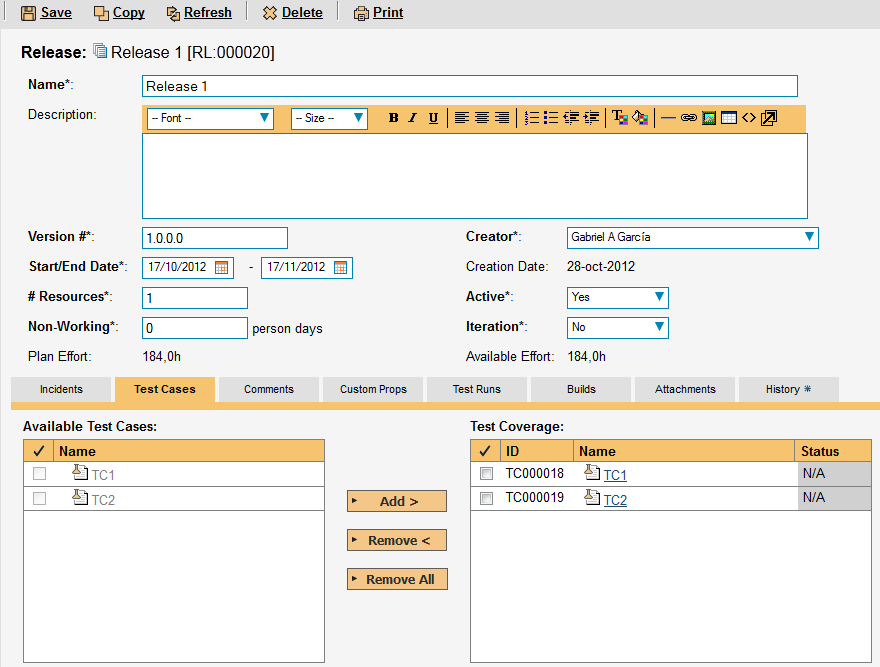 Save Copy Refresh Delete Print
Release: Release 1 [RL:000020]
Name*: Release 1
Description: -- Font -- -- Size -- B I U
Version #*: 1.0.0.0 Creator*: Gabriel A García
Start/End Date*: 17/10/2012 - 17/11/2012 Creation Date: 28-oct-2012
# Resources*: 1 Active*: Yes
Non-Working*: 0 person days Iteration*: No
Plan Effort: 184,0h Available Effort: 184,0h
Incidents Test Cases Comments Custom Props Test Runs Builds Attachments History *
Available Test Cases: Test Coverage:
Name ID Name Status
TC1 TC000018 TC1 N/A
TC2 TC000019 TC2 N/A
Add >
Remove <
Remove All